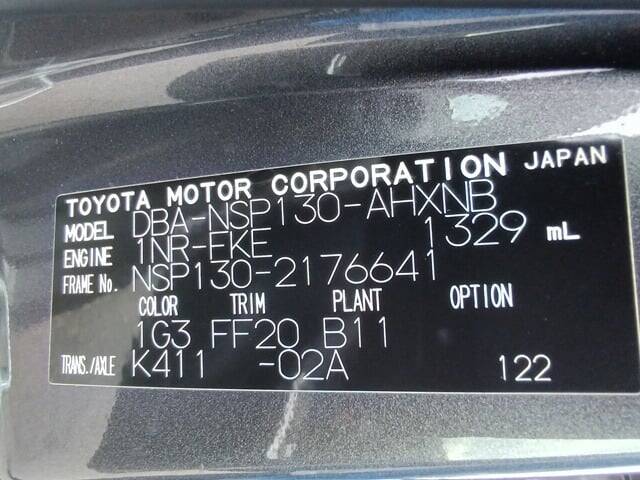 TOYOTA MOTOR CORPORATION JAPAN
MODEL DBA-NSP130-AHXNB
ENGINE 1NR-FKE 1329 mL
FRAME No. NSP130-2176641
COLOR TRIM PLANT OPTION
1G3 FF20 B11
TRANS./AXLE K411 -02A 122